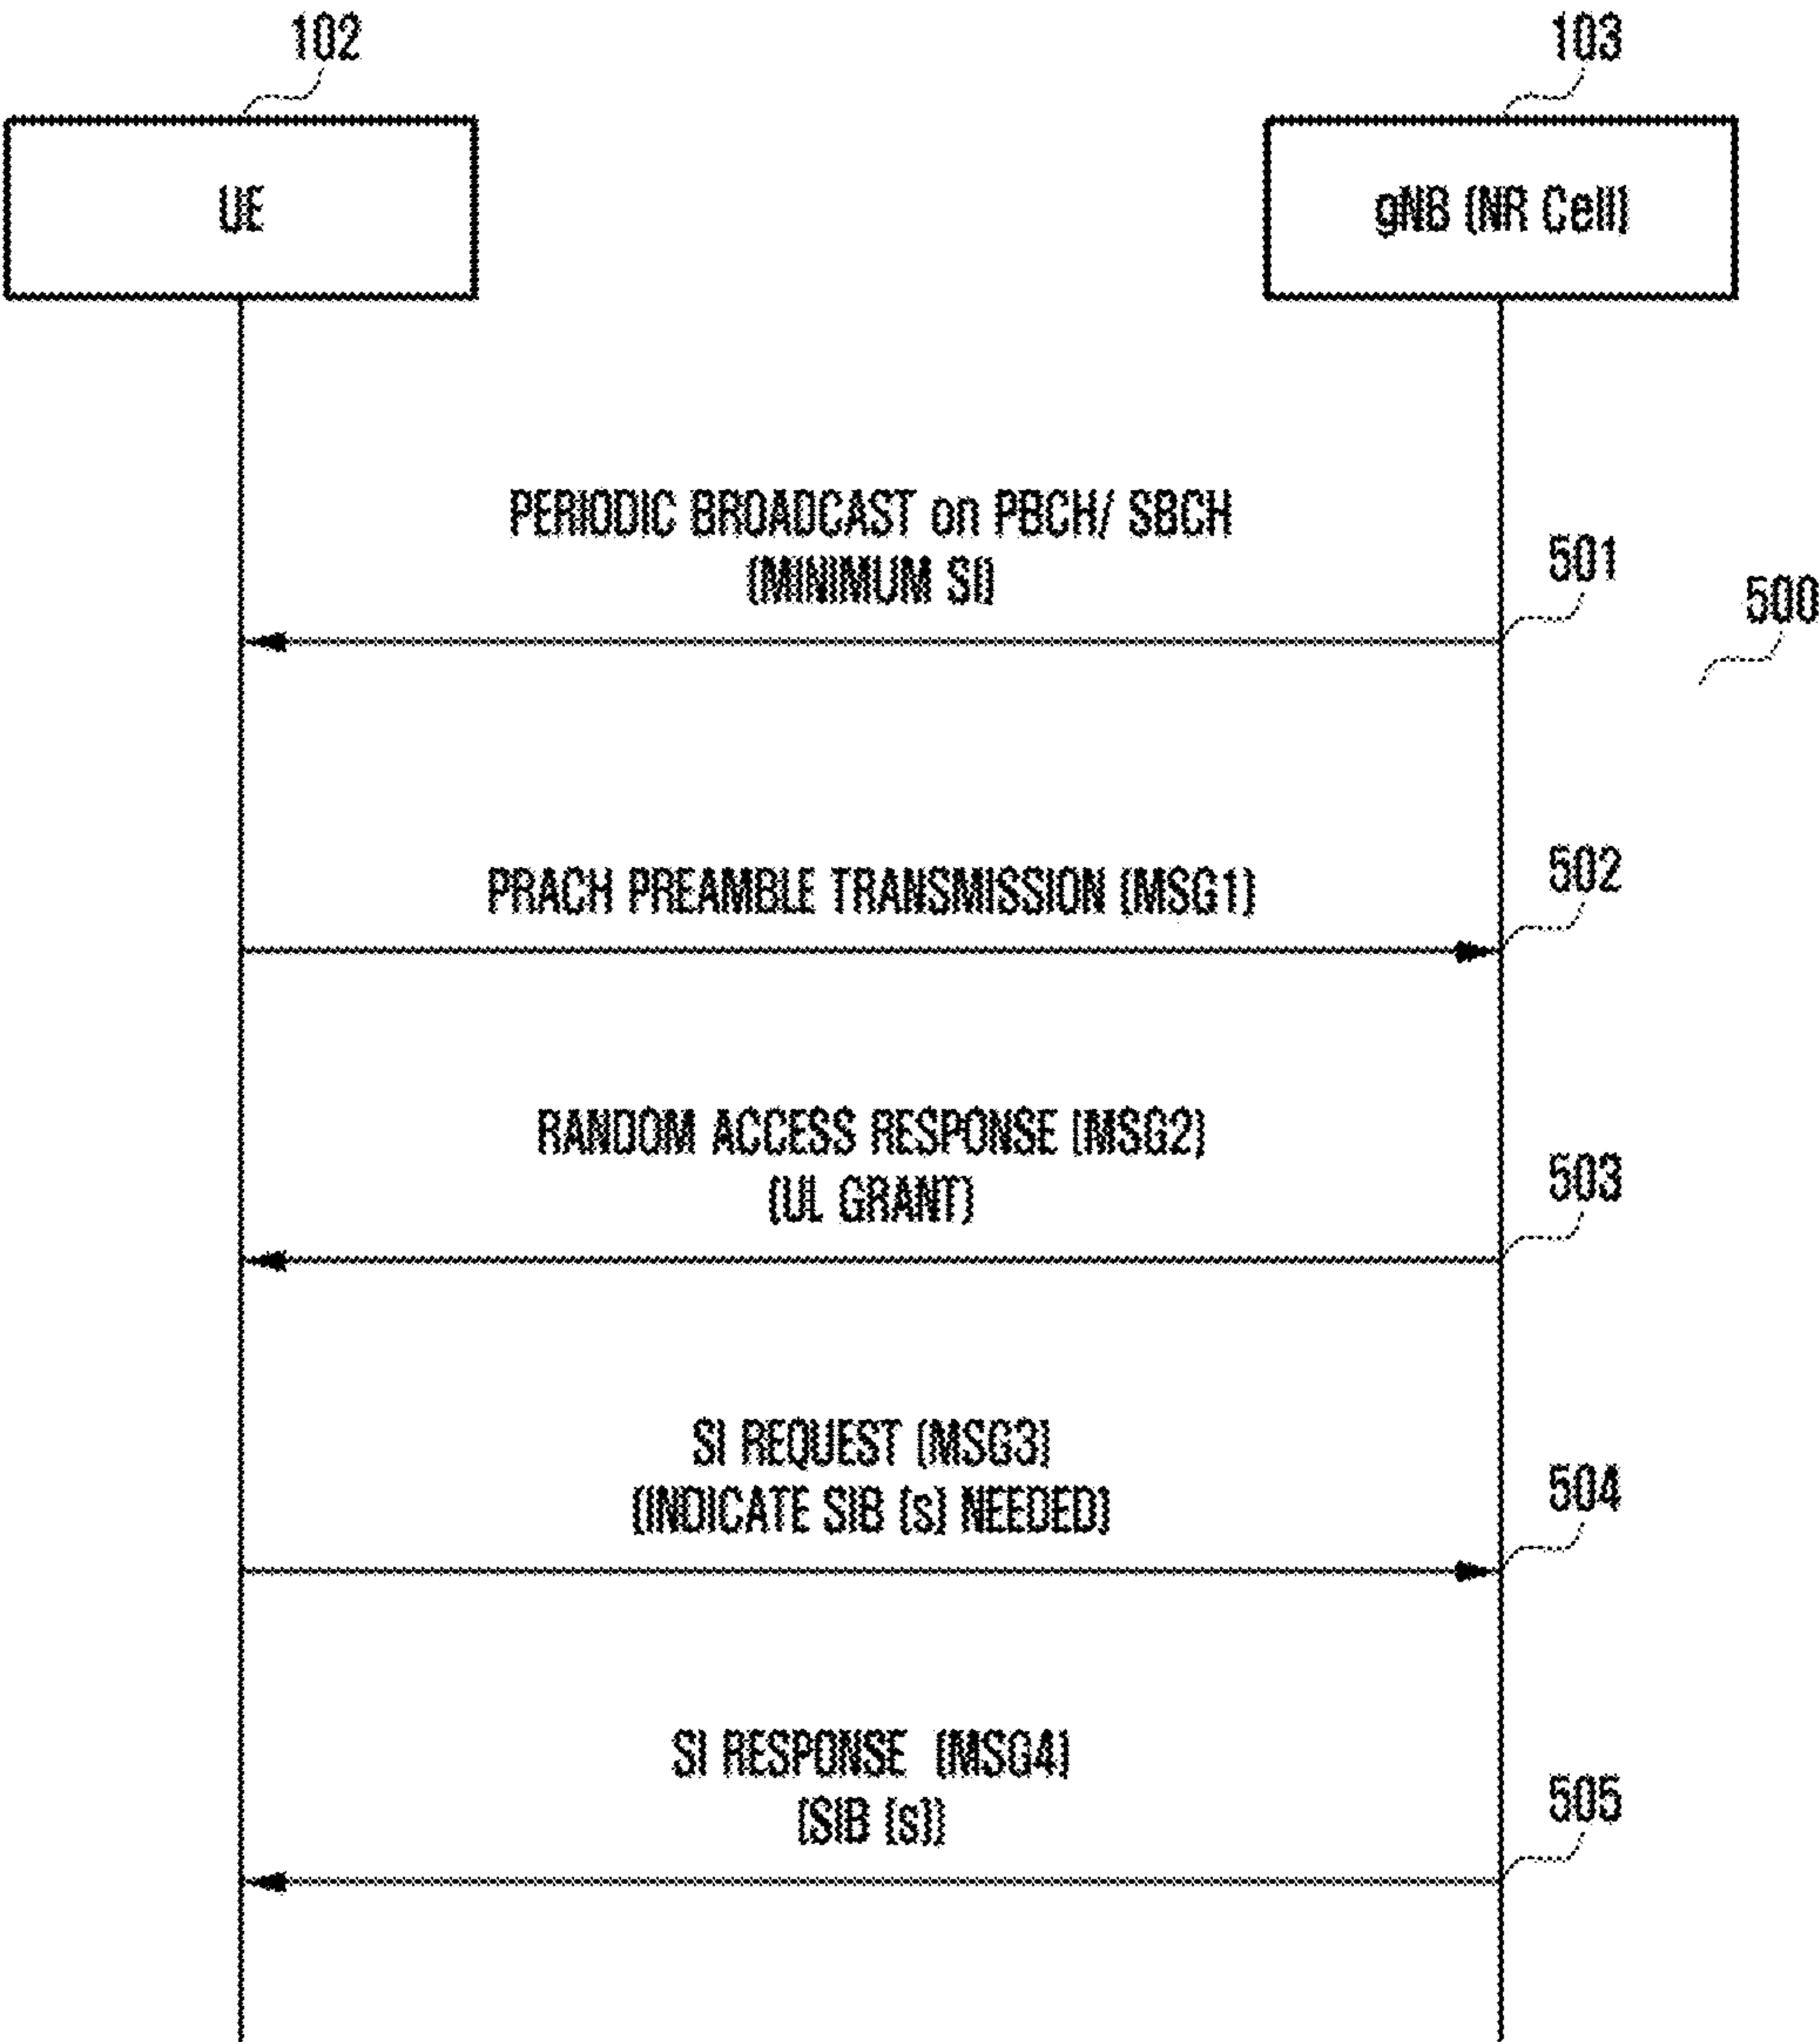 102
103
UE
gNB (NR Cell)
PERIODIC BROADCAST on PBCH/ SBCH
(MINIMUM SI)
501
500
PRACH PREAMBLE TRANSMISSION (MSG1)
502
RANDOM ACCESS RESPONSE (MSG2)
(UL GRANT)
503
SI REQUEST (MSG3)
(INDICATE SIB (s) NEEDED)
504
SI RESPONSE (MSG4)
(SIB (s))
505